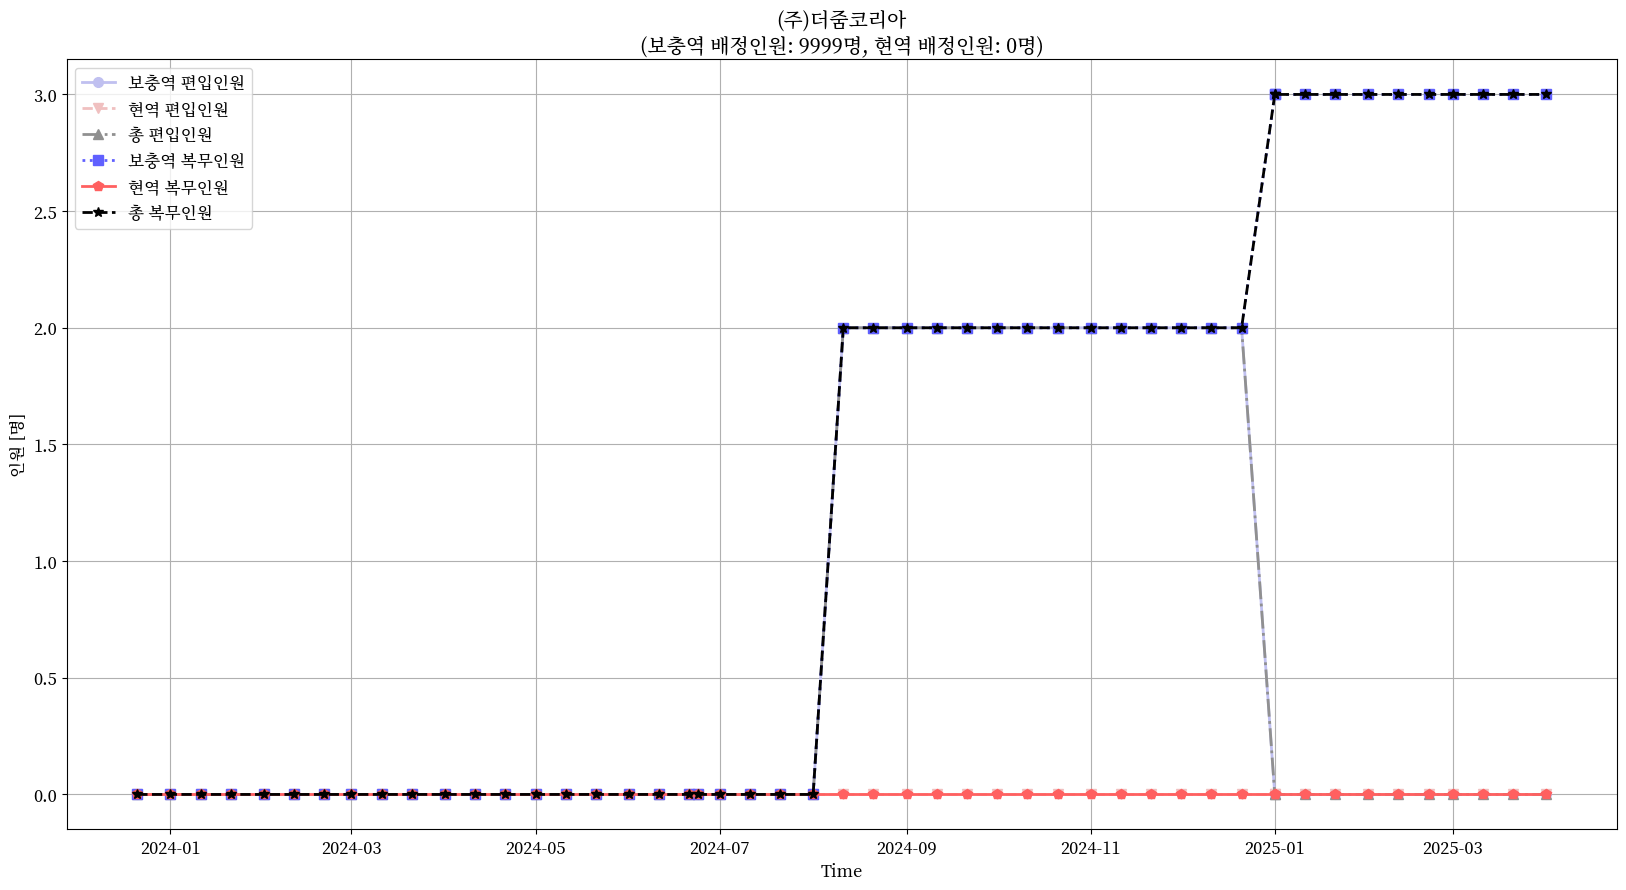 (주)더줌코리아
(보충역 배정인원: 9999명, 현역 배정인원: 0명)
보충역 편입인원
현역 편입인원
총 편입인원
보충역 복무인원
현역 복무인원
총 복무인원
3.0
2.5
2.0
1.5
1.0
0.5
0.0
인원 [명]
2024-01
2024-03
2024-05
2024-07
2024-09
2024-11
2025-01
2025-03
Time